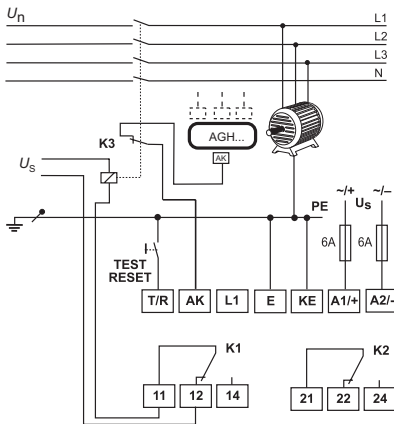 Un L1
L2
L3
N
AGH...
K3 AK
Us
PE ~/+ Us ~/–
6A 6A
TEST
RESET
T/R AK L1 E KE A1/+ A2/-
K1 K2
11 12 14 21 22 24